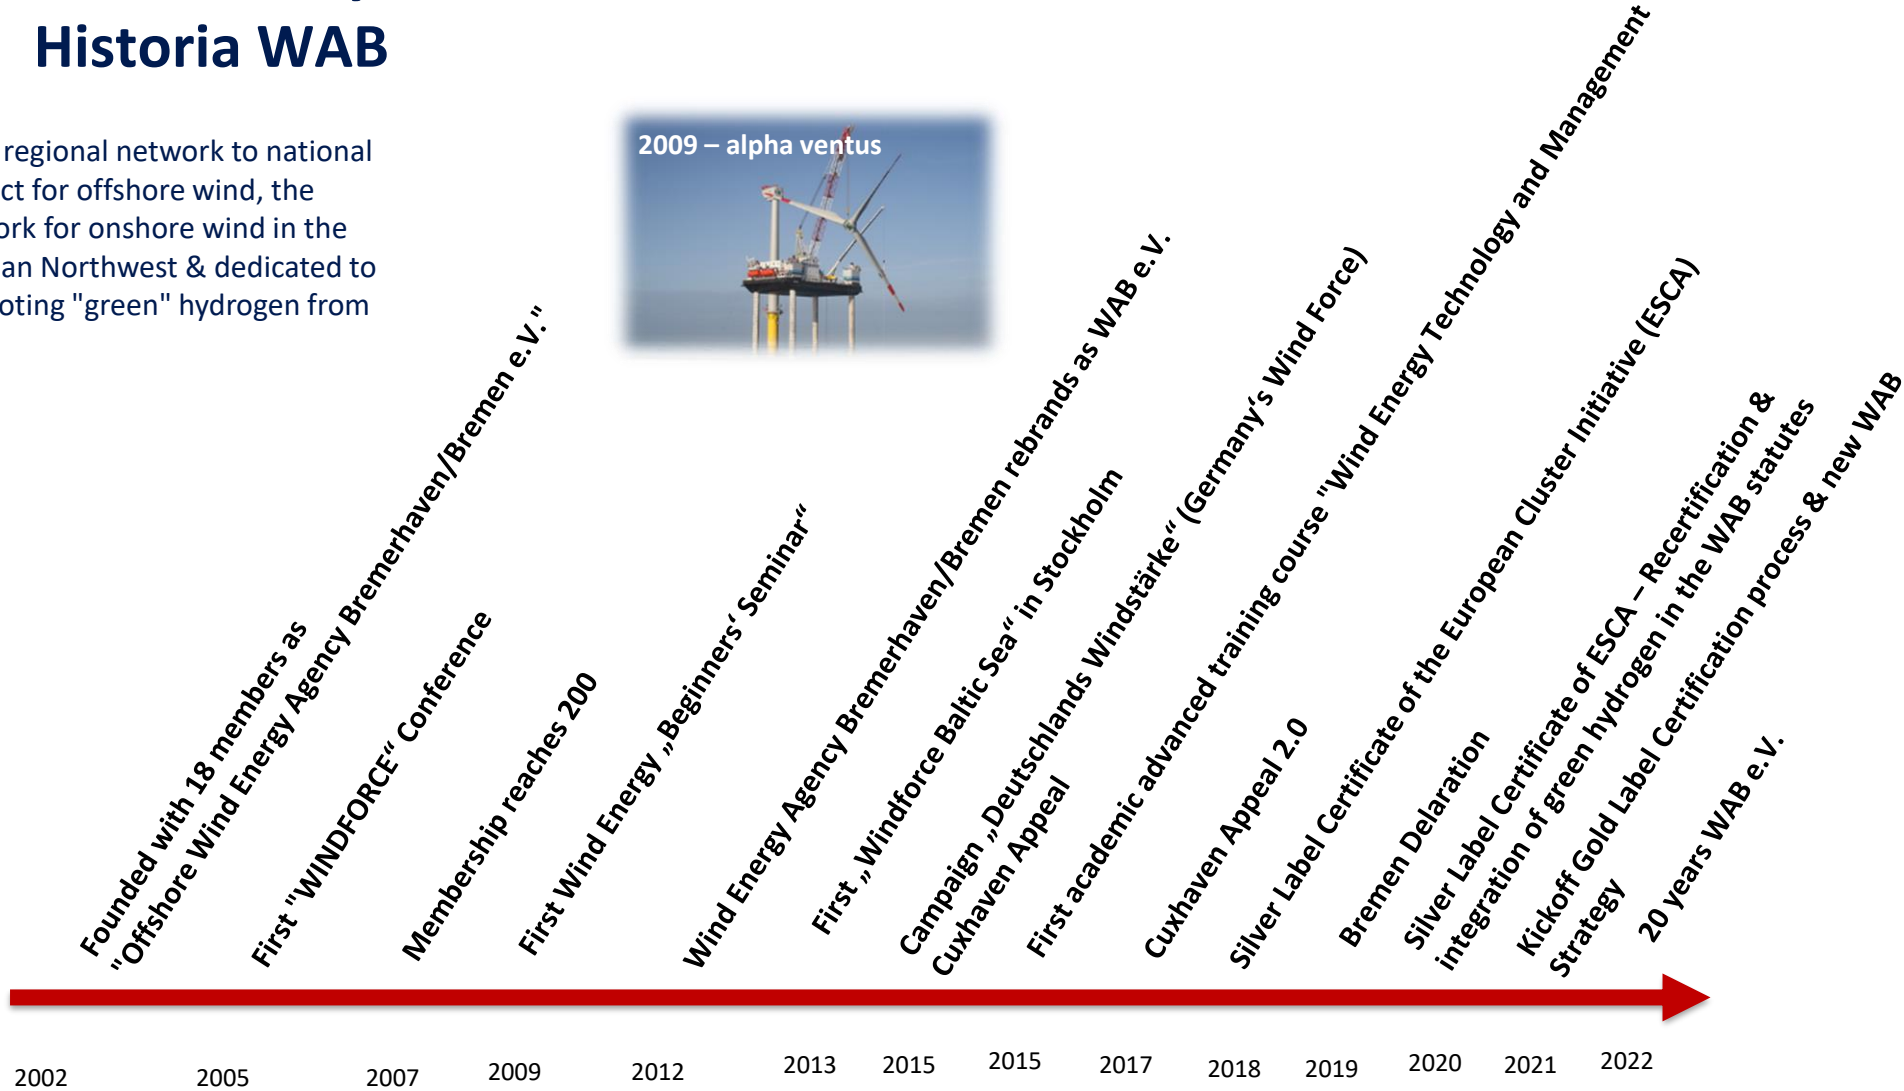 Historia WAB
regional network to national
ct for offshore wind, the
ork for onshore wind in the
an Northwest & dedicated to
oting "green" hydrogen from
2009 – alpha ventus
Founded with 18 members as
"Offshore Wind Energy Agency Bremerhaven/Bremen e.V."
First "WINDFORCE“ Conference
Membership reaches 200
First Wind Energy „Beginners‘ Seminar“
Wind Energy Agency Bremerhaven/Bremen rebrands as WAB e.V.
First „Windforce Baltic Sea“ in Stockholm
Campaign „Deutschlands Windstärke“ (Germany‘s Wind Force)
Cuxhaven Appeal
First academic advanced training course "Wind Energy Technology and Management
Cuxhaven Appeal 2.0
Silver Label Certificate of the European Cluster Initiative (ESCA)
Bremen Delaration
Silver Label Certificate of ESCA – Recertification &
integration of green hydrogen in the WAB statutes
Kickoff Gold Label Certification process & new WAB
Strategy
20 years WAB e.V.
2002 2005 2007 2009 2012 2013 2015 2015 2017 2018 2019 2020 2021 2022